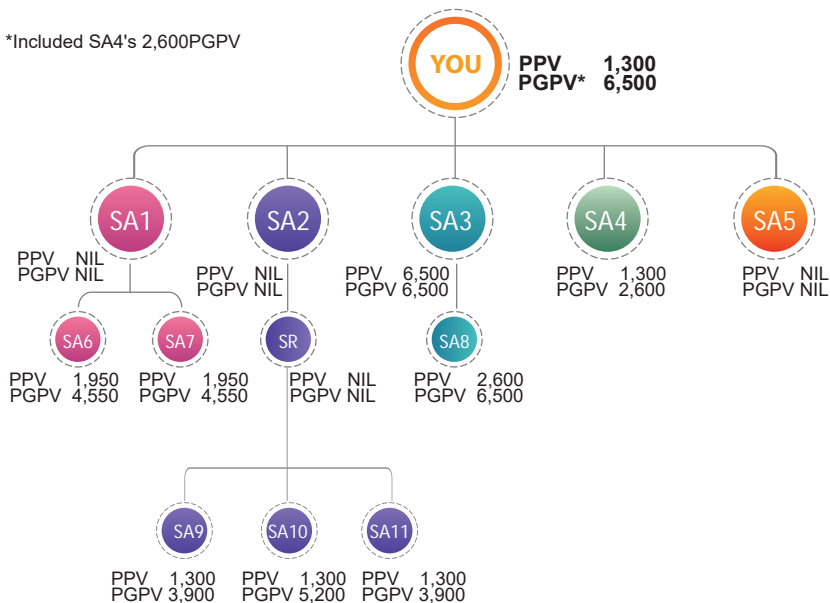 *Included SA4's 2,600PGPV
YOU
PPV 1,300
PGPV* 6,500
SA1
SA2
SA3
SA4
SA5
PPV NIL
PGPV NIL
PPV NIL
PGPV NIL
PPV 6,500
PGPV 6,500
PPV 1,300
PGPV 2,600
PPV NIL
PGPV NIL
SA6
SA7
SR
SA8
PPV 1,950
PGPV 4,550
PPV 1,950
PGPV 4,550
PPV NIL
PGPV NIL
PPV 2,600
PGPV 6,500
SA9
SA10
SA11
PPV 1,300
PGPV 3,900
PPV 1,300
PGPV 5,200
PPV 1,300
PGPV 3,900